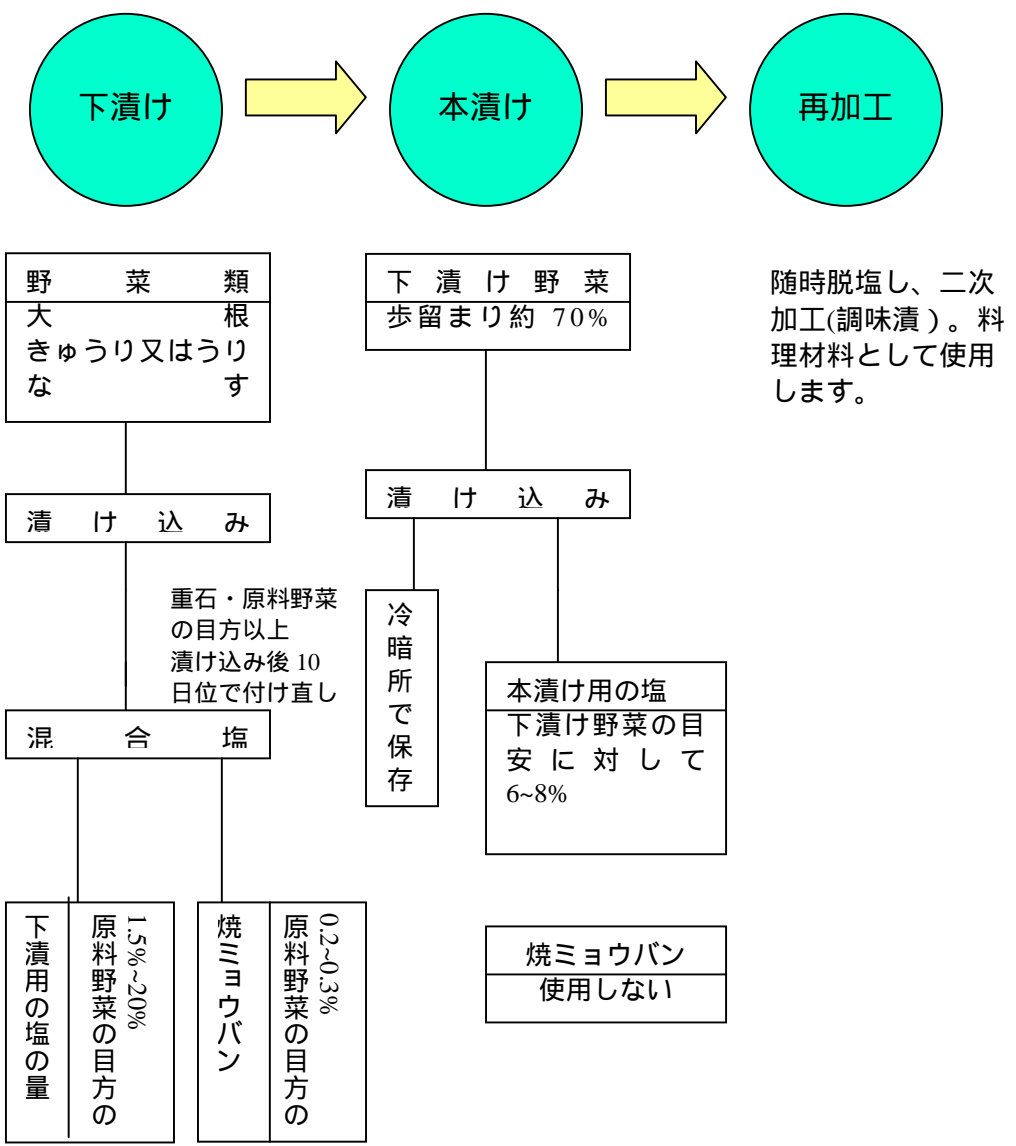 下漬け
本漬け
再加工
野菜類
大根
きゅうり又はうり
なす
漬け込み
重石・原料野菜
の目方以上
漬け込み後 10
日位で付け直し
混合塩
下漬用の塩の量
原料野菜の目方の
1.5%~20%
焼ミョウバン
原料野菜の目方の
0.2~0.3%
下漬け野菜
歩留まり約 70%
漬け込み
冷暗所で保存
本漬け用の塩
下漬け野菜の目
安に対して
6~8%
焼ミョウバン
使用しない
随時脱塩し、二次
加工(調味漬）。料
理材料として使用
します。